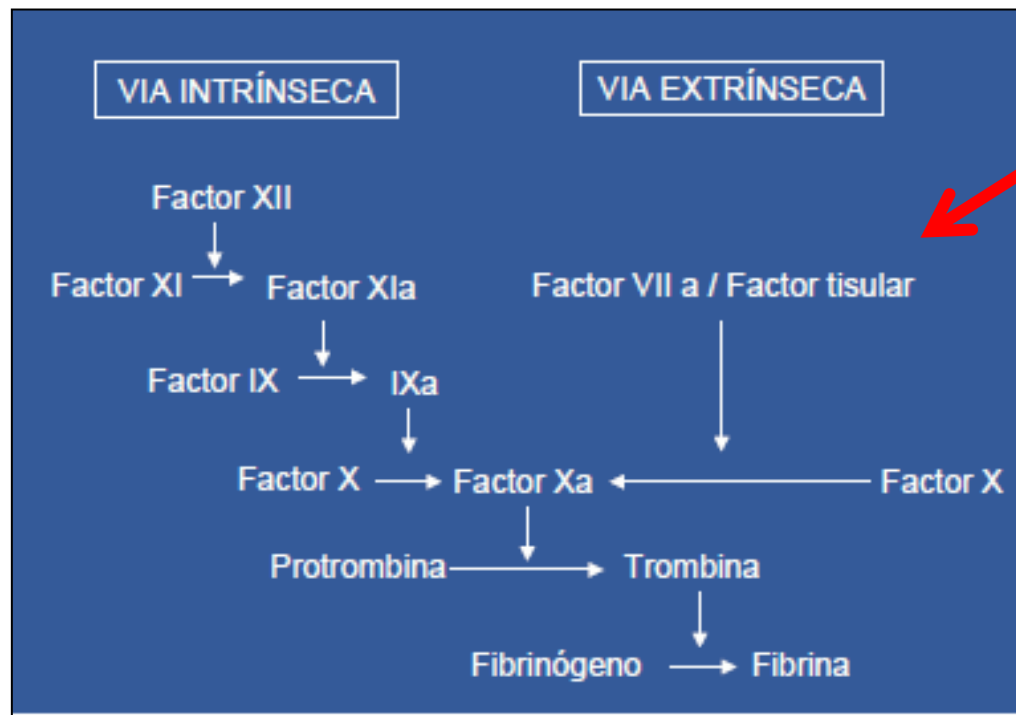 VIA INTRÍNSECA
VIA EXTRÍNSECA
Factor XII
Factor XI
Factor XIa
Factor VII a / Factor tisular
Factor IX
IXa
Factor X
Factor Xa
Factor X
Protrombina
Trombina
Fibrinógeno
Fibrina